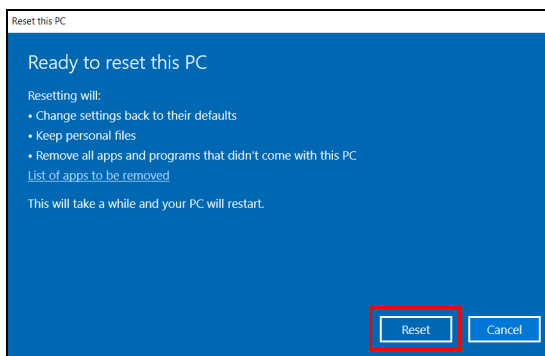 Reset this PC
Ready to reset this PC
Resetting will:
• Change settings back to their defaults
• Keep personal files
• Remove all apps and programs that didn't come with this PC
List of apps to be removed
This will take a while and your PC will restart.
Reset Cancel